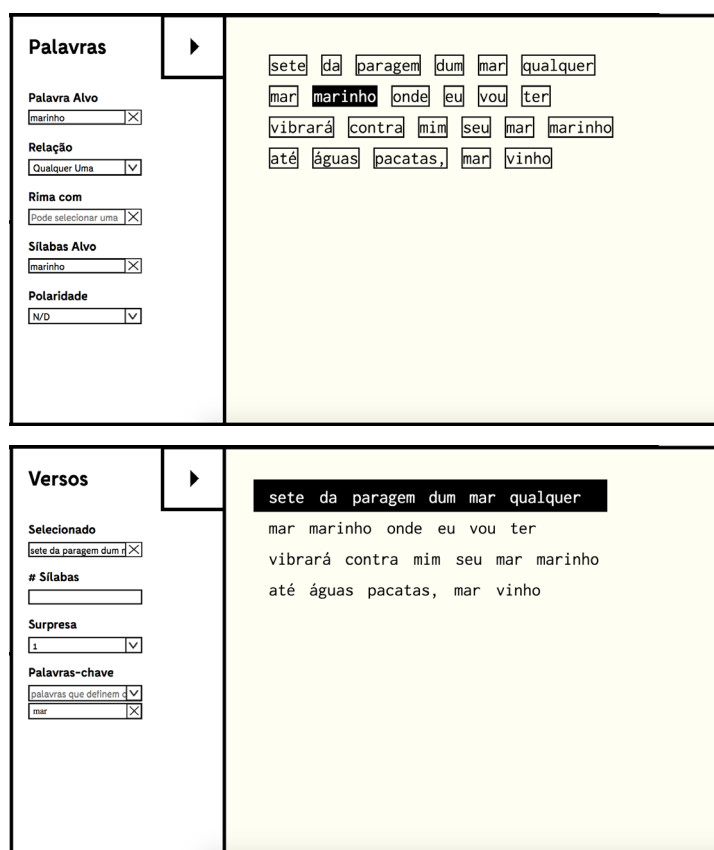 Palavras
Palavra Alvo
marinho
Relação
Qualquer Uma
Rima com
Pode selecionar uma
Sílabas Alvo
marinho
Polaridade
N/D
sete da paragem dum mar qualquer
mar marinho onde eu vou ter
vibrará contra mim seu mar marinho
até águas pacatas, mar vinho
Versos
Selecionado
sete da paragem dum
# Sílabas
Surpresa
1
Palavras-chave
palavras que definem
mar
sete da paragem dum mar qualquer
mar marinho onde eu vou ter
vibrará contra mim seu mar marinho
até águas pacatas, mar vinho